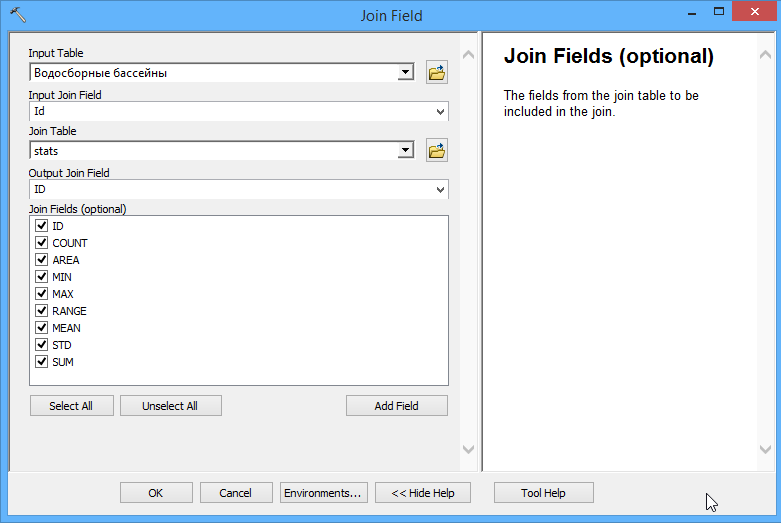 Join Field
Input Table
Водосборные бассейны
Input Join Field
Id
Join Table
stats
Output Join Field
ID
Join Fields (optional)
ID
COUNT
AREA
MIN
MAX
RANGE
MEAN
STD
SUM
Select All
Unselect All
Add Field
Join Fields (optional)
The fields from the join table to be
included in the join.
OK
Cancel
Environments...
<< Hide Help
Tool Help